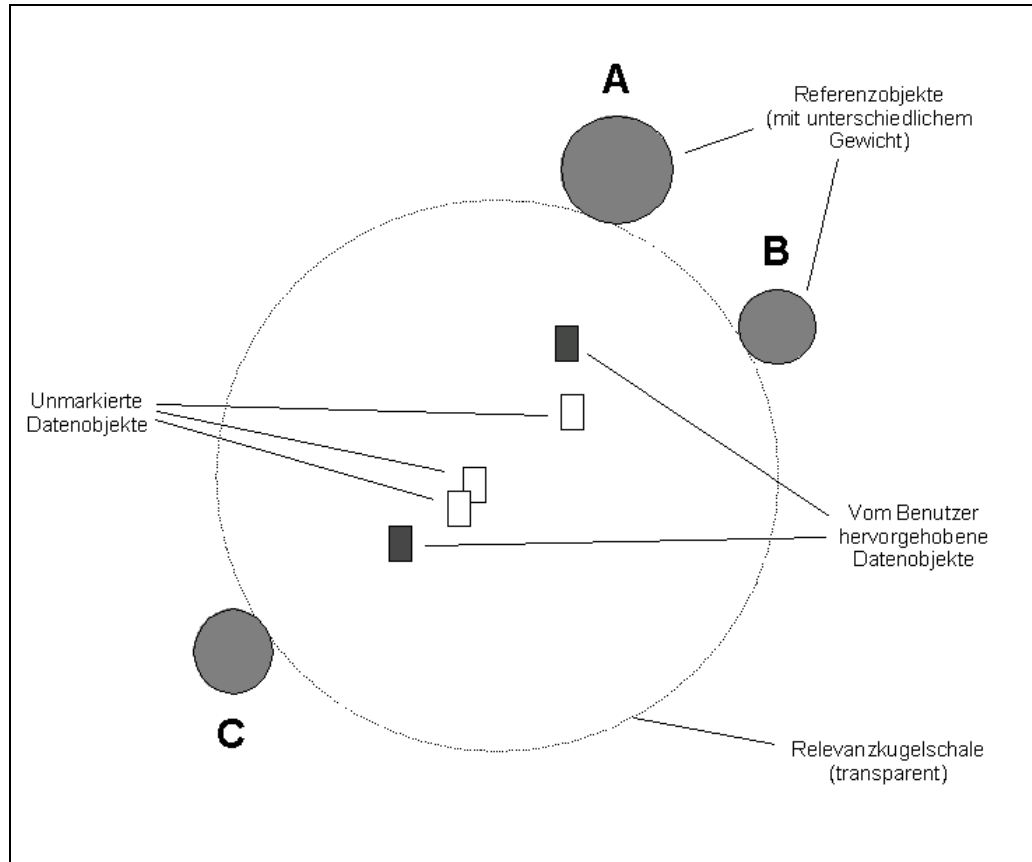 A
Referenzobjekte
(mit unterschiedlichem
Gewicht)
B
Unmarkierte
Datenobjekte
Vom Benutzer
hervorgehobene
Datenobjekte
C
Relevanzkugelschale
(transparent)